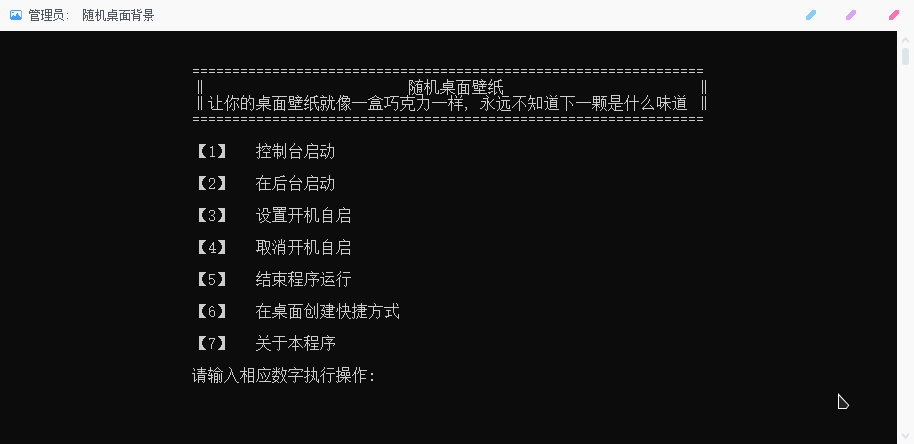 管理员: 随机桌面背景
================================================================
‖ 随机桌面壁纸 ‖
‖让你的桌面壁纸就像一盒巧克力一样, 永远不知道下一颗是什么味道 ‖
================================================================
【1】 控制台启动
【2】 在后台启动
【3】 设置开机自启
【4】 取消开机自启
【5】 结束程序运行
【6】 在桌面创建快捷方式
【7】 关于本程序
请输入相应数字执行操作: